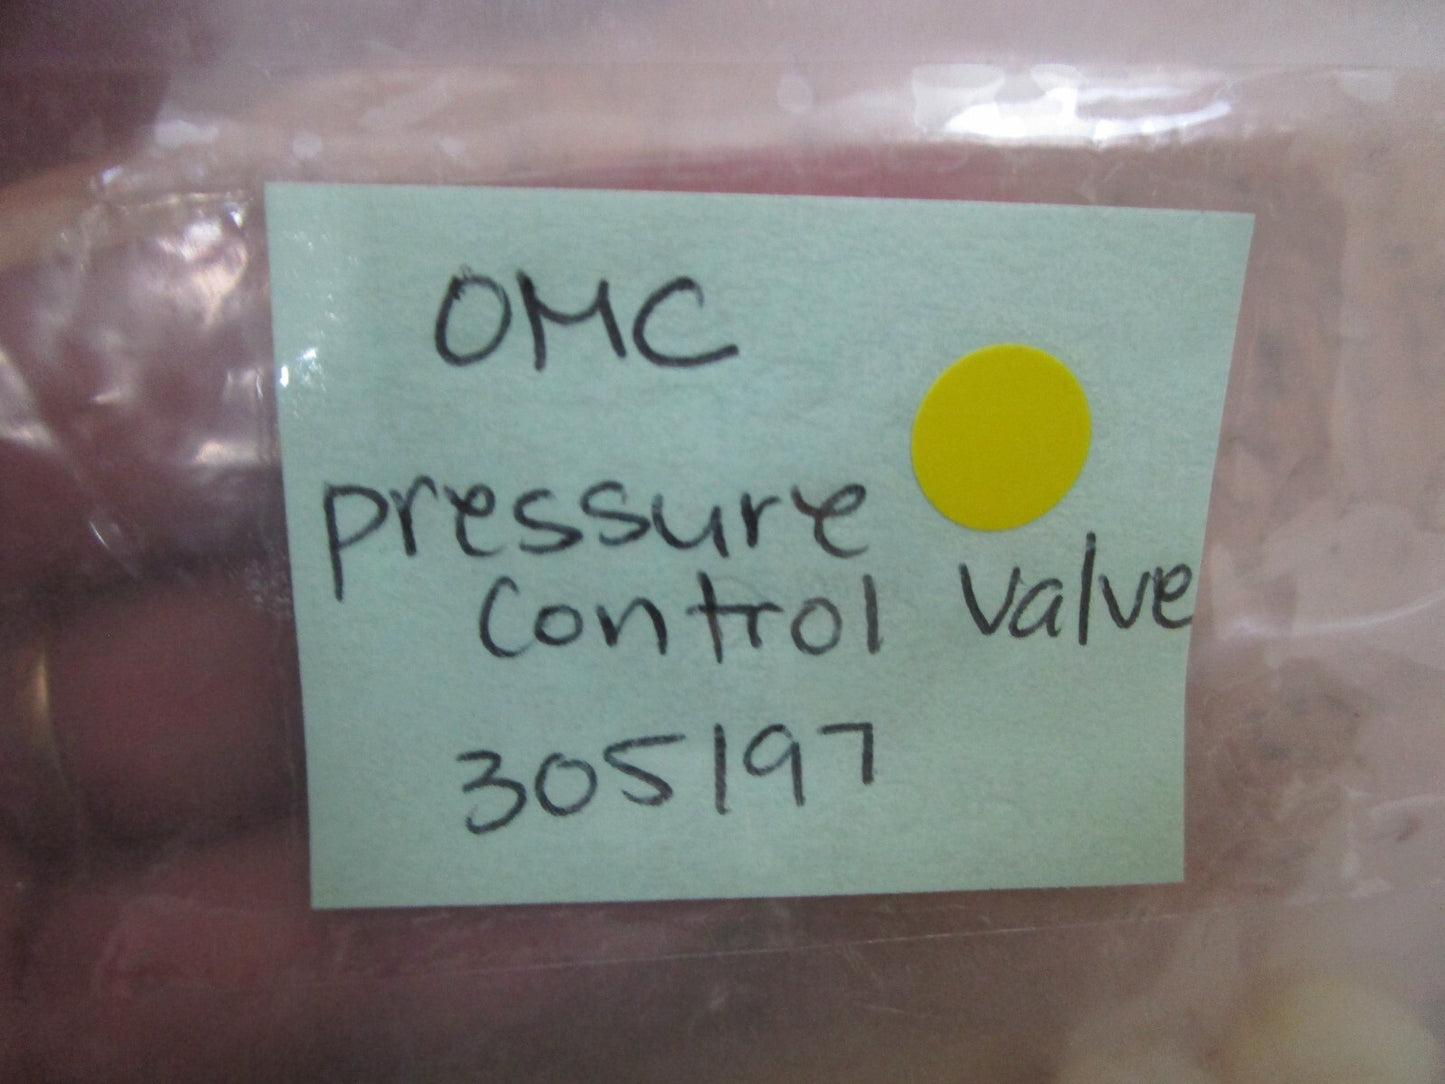 OMC
pressure
control valve
305197